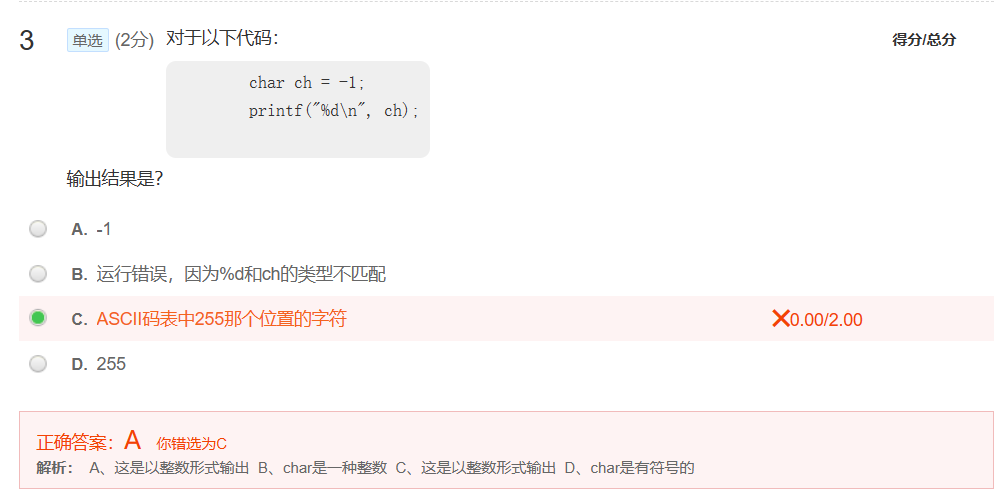 3 单选 (2分) 对于以下代码： 得分/总分
char ch = -1;
printf("%d\n", ch);
输出结果是？
A. -1
B. 运行错误，因为%d和ch的类型不匹配
C. ASCII码表中255那个位置的字符 ✕0.00/2.00
D. 255
正确答案：A 你错选为C
解析： A、这是以整数形式输出 B、char是一种整数 C、这是以整数形式输出 D、char是有符号的